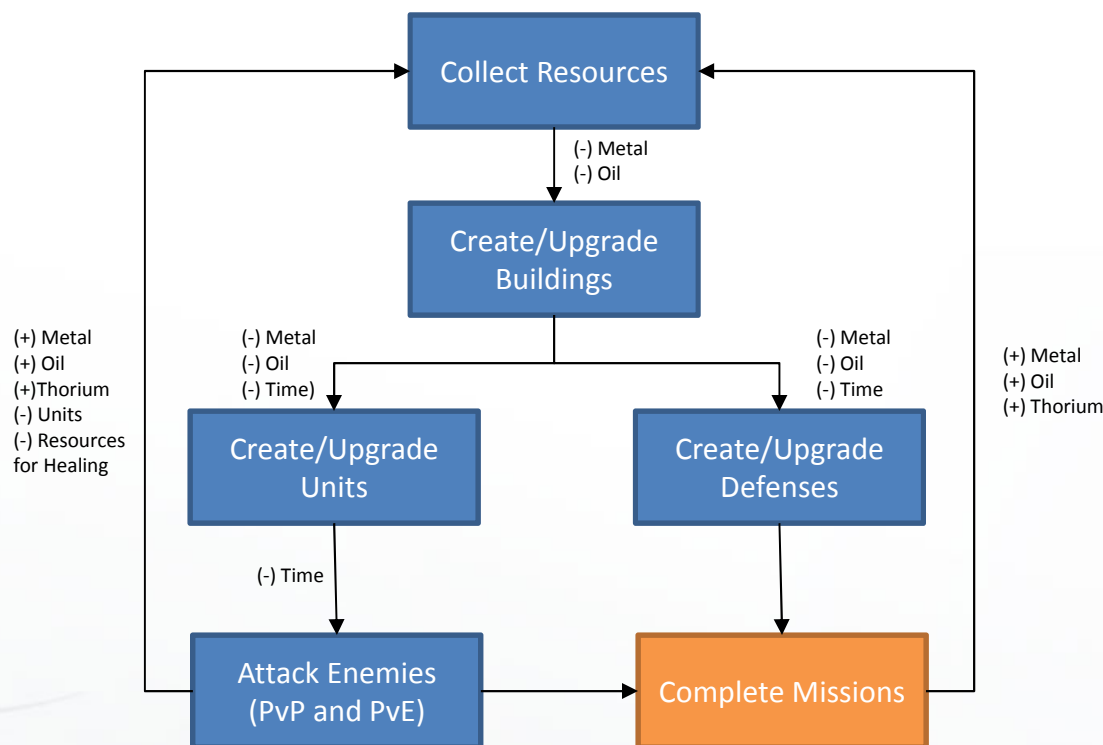 Collect Resources
(-) Metal
(-) Oil
Create/Upgrade
Buildings
(+) Metal
(+) Oil
(+)Thorium
(-) Units
(-) Resources
for Healing
(-) Metal
(-) Oil
(-) Time)
(-) Metal
(-) Oil
(-) Time
(+) Metal
(+) Oil
(+) Thorium
Create/Upgrade
Units
Create/Upgrade
Defenses
(-) Time
Attack Enemies
(PvP and PvE)
Complete Missions